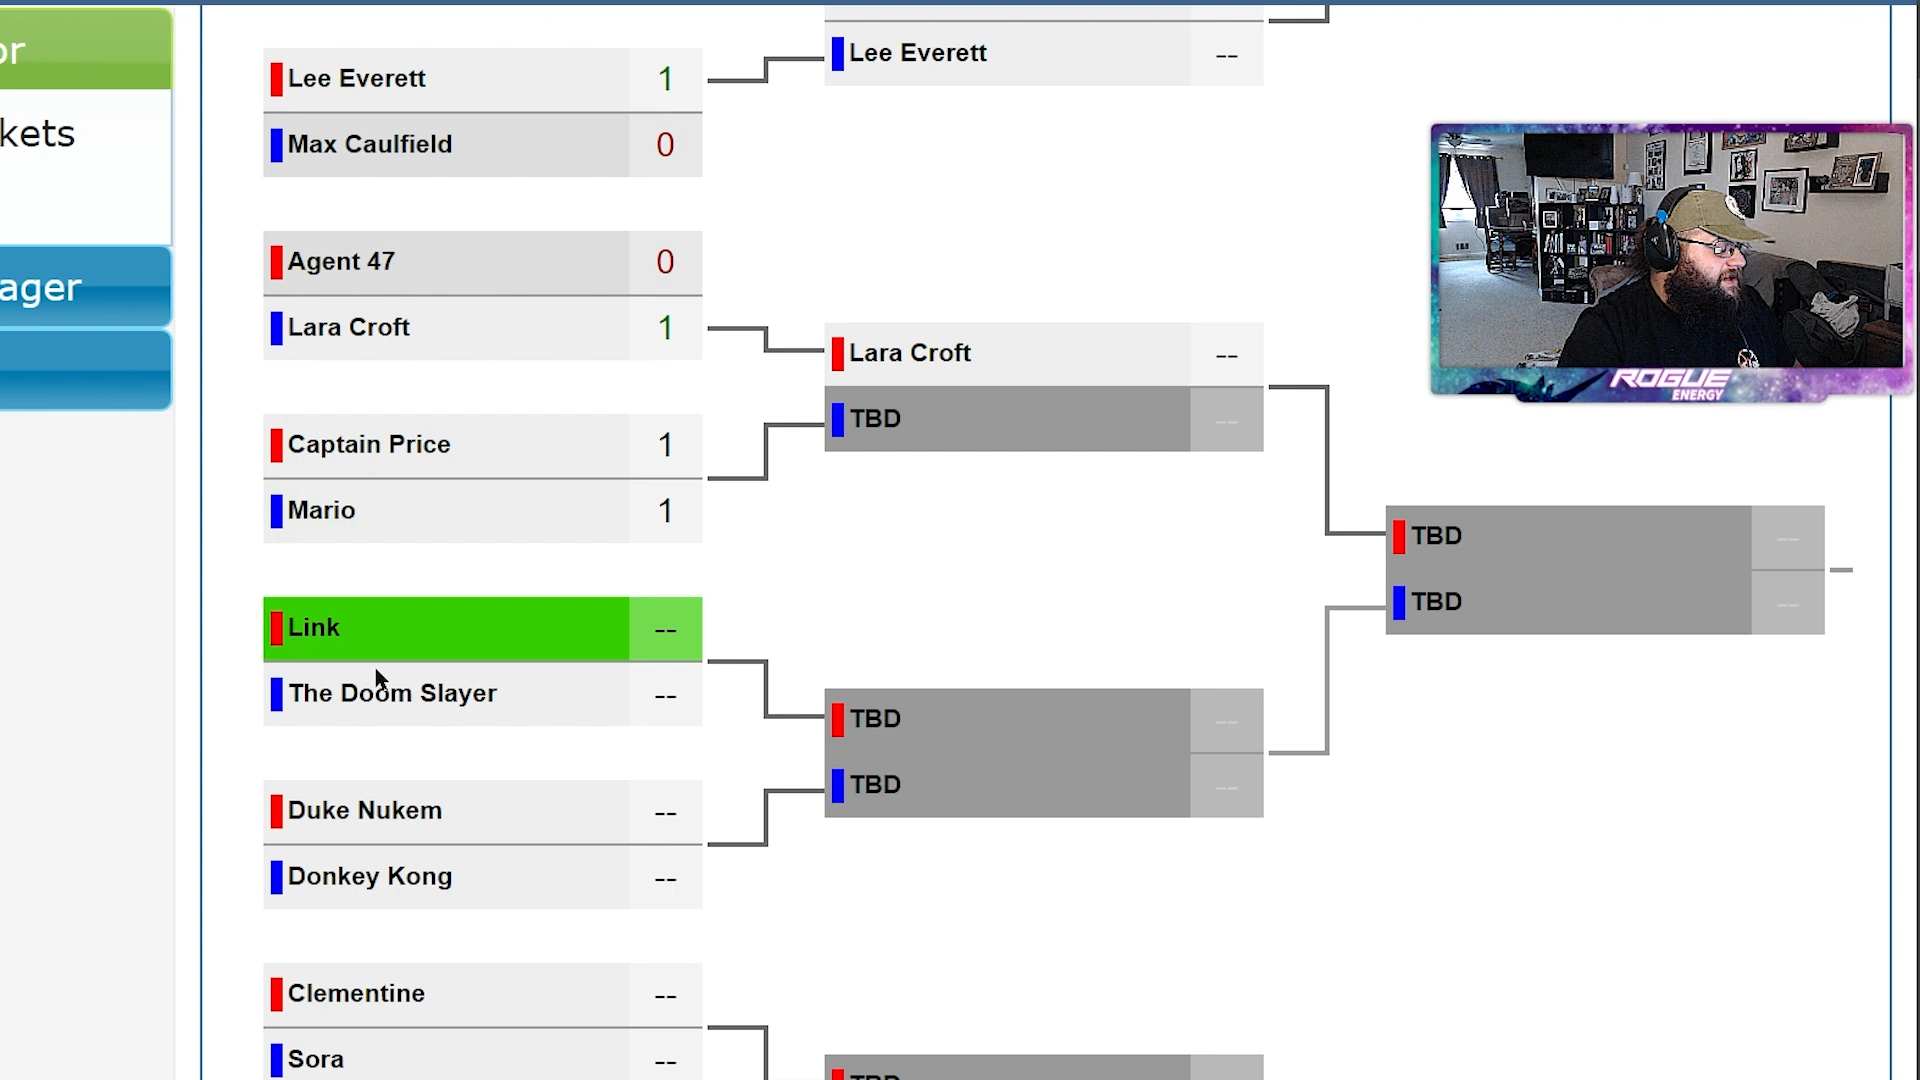 or
kets
ager
Lee Everett 1
Max Caulfield 0
Agent 47 0
Lara Croft 1
Captain Price 1
Mario 1
Link --
The Doom Slayer --
Duke Nukem --
Donkey Kong --
Clementine --
Sora --
Lee Everett --
Lara Croft --
TBD --
TBD --
TBD --
TBD
TBD --
TBD --
ROGUE
ENERGY